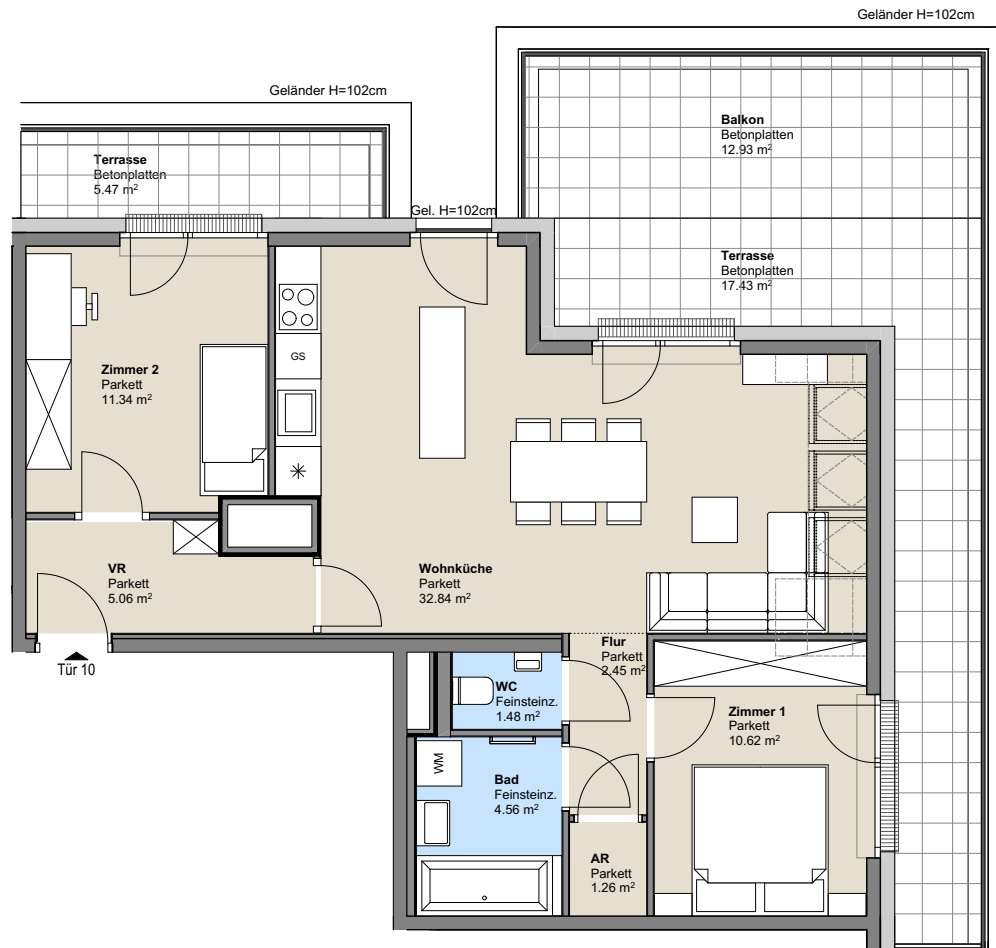 Geländer H=102cm
Geländer H=102cm
Balkon
Betonplatten
12.93 m²
Terrasse
Betonplatten
5.47 m²
Gel. H=102cm
Terrasse
Betonplatten
17.43 m²
GS
Zimmer 2
Parkett
11.34 m²
VR
Parkett
5.06 m²
Wohnküche
Parkett
32.84 m²
Tür 10
Flur
Parkett
2.45 m²
WC
Feinsteinz.
1.48 m²
Zimmer 1
Parkett
10.62 m²
WM
Bad
Feinsteinz.
4.56 m²
AR
Parkett
1.26 m²